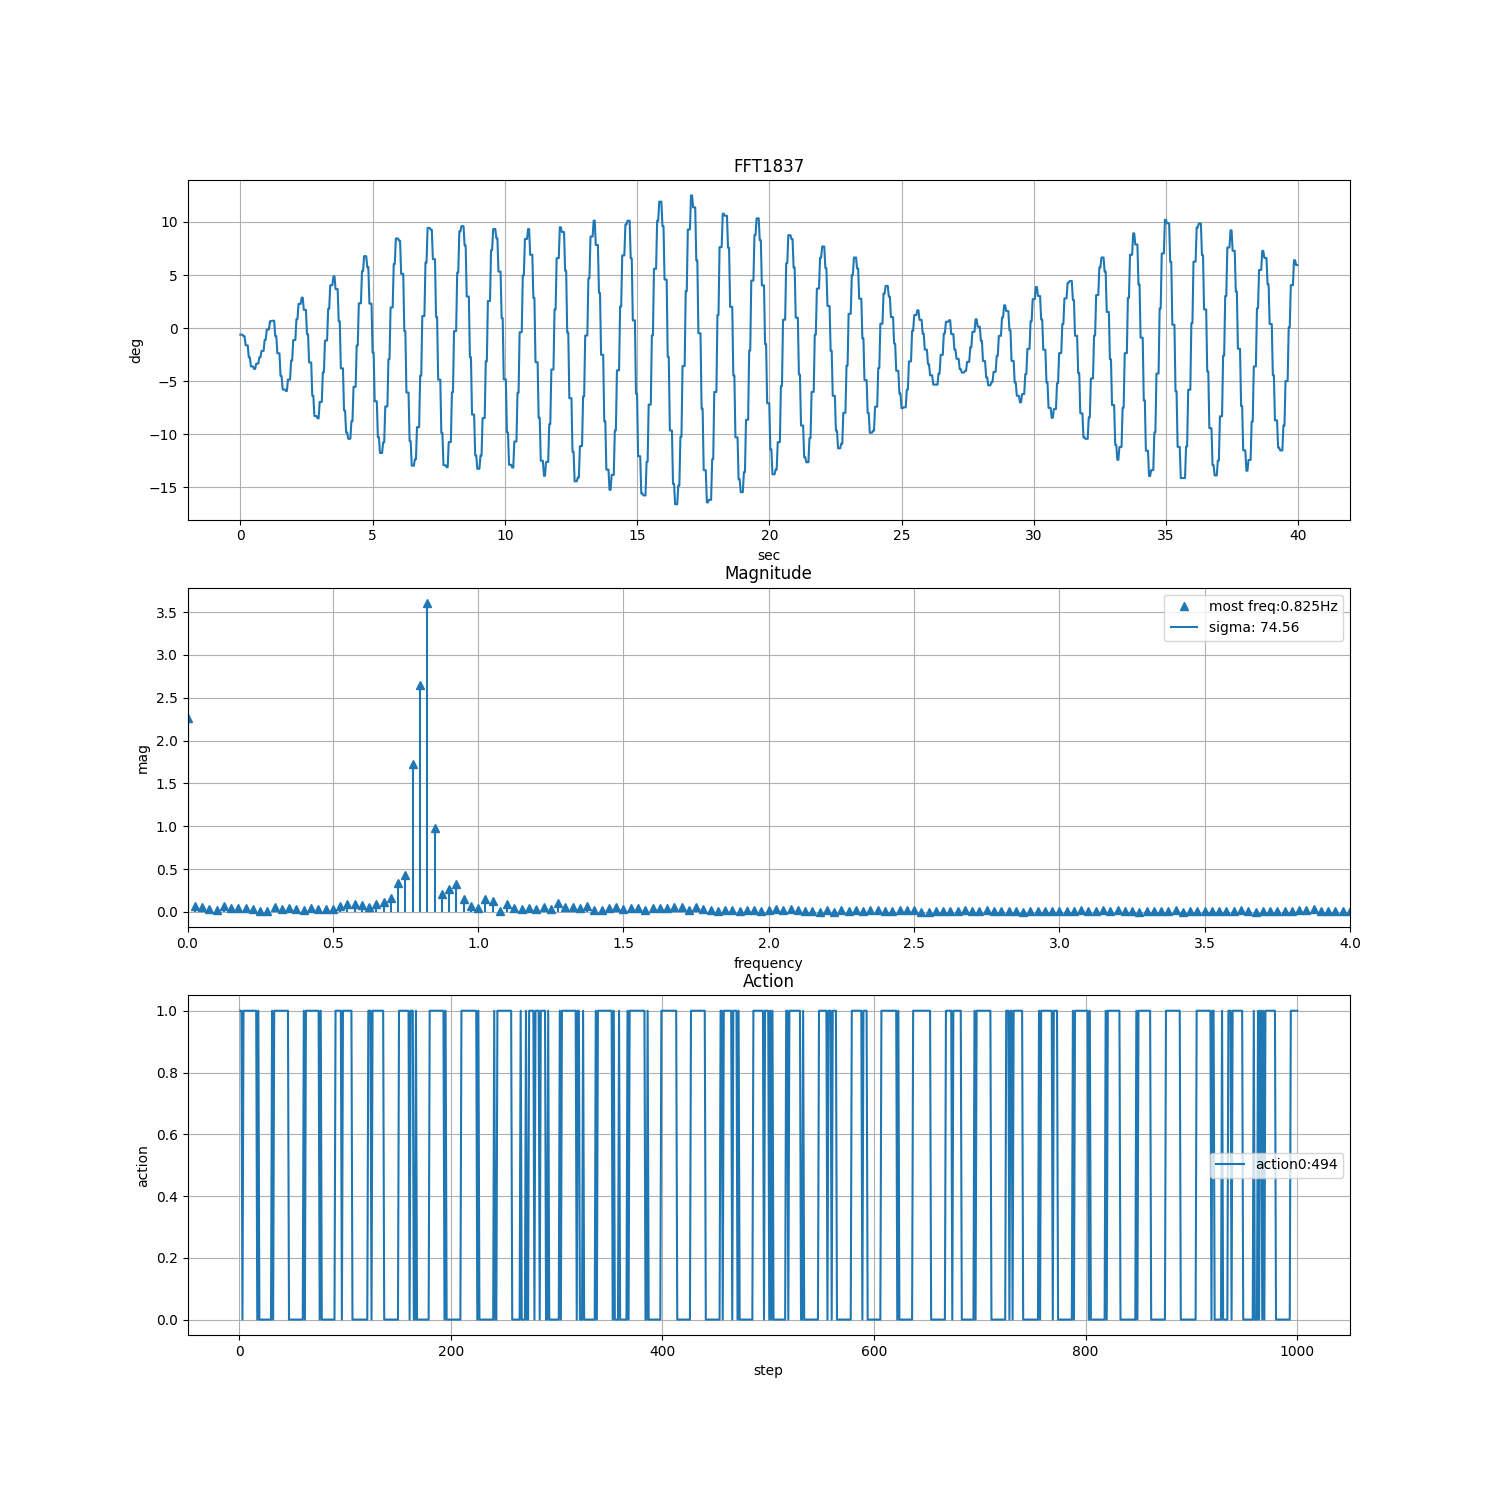 FFT1837
10
5
0
−5
−10
−15
deg
0 5 10 15 20 25 30 35 40
sec
Magnitude
3.5
3.0
2.5
2.0
1.5
1.0
0.5
0.0
mag
most freq:0.825Hz
sigma: 74.56
0.0 0.5 1.0 1.5 2.0 2.5 3.0 3.5 4.0
frequency
Action
1.0
0.8
0.6
0.4
0.2
0.0
action
action0:494
0 200 400 600 800 1000
step